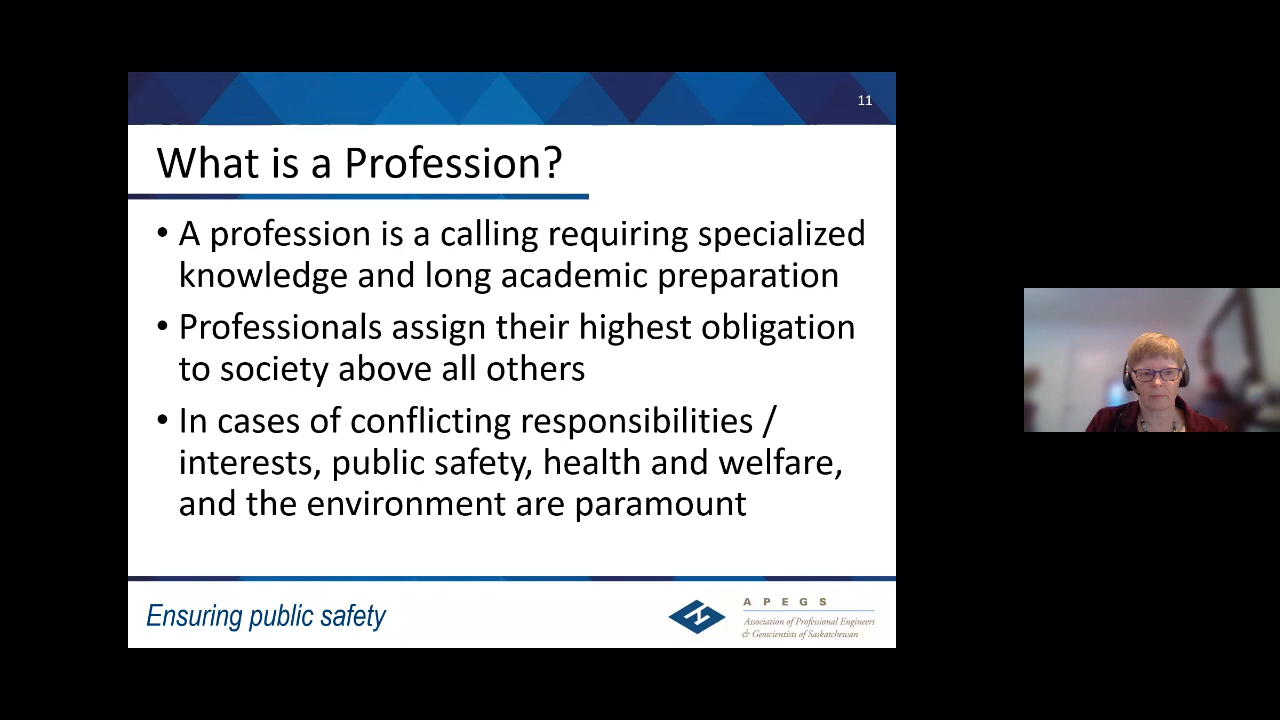 11
What is a Profession?
• A profession is a calling requiring specialized
knowledge and long academic preparation
• Professionals assign their highest obligation
to society above all others
• In cases of conflicting responsibilities /
interests, public safety, health and welfare,
and the environment are paramount
Ensuring public safety
A P E G S
Association of Professional Engineers
& Geoscientists of Saskatchewan